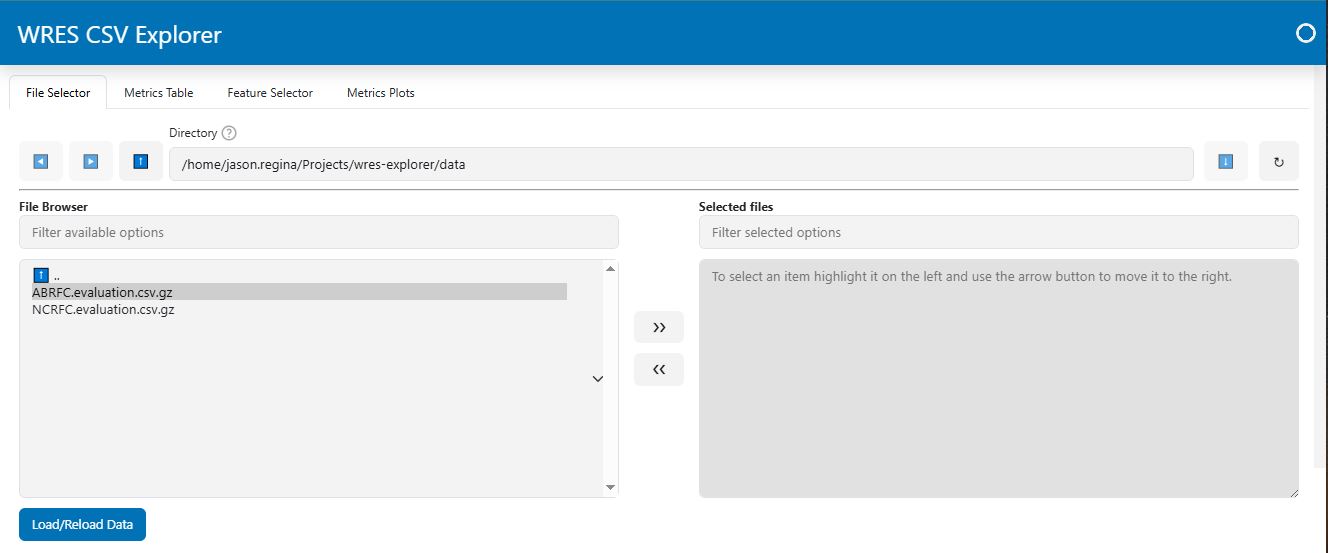 WRES CSV Explorer
File Selector Metrics Table Feature Selector Metrics Plots
Directory ?
/home/jason.regina/Projects/wres-explorer/data
File Browser
Filter available options
..
ABRFC.evaluation.csv.gz
NCRFC.evaluation.csv.gz
>>
<<
Selected files
Filter selected options
To select an item highlight it on the left and use the arrow button to move it to the right.
Load/Reload Data